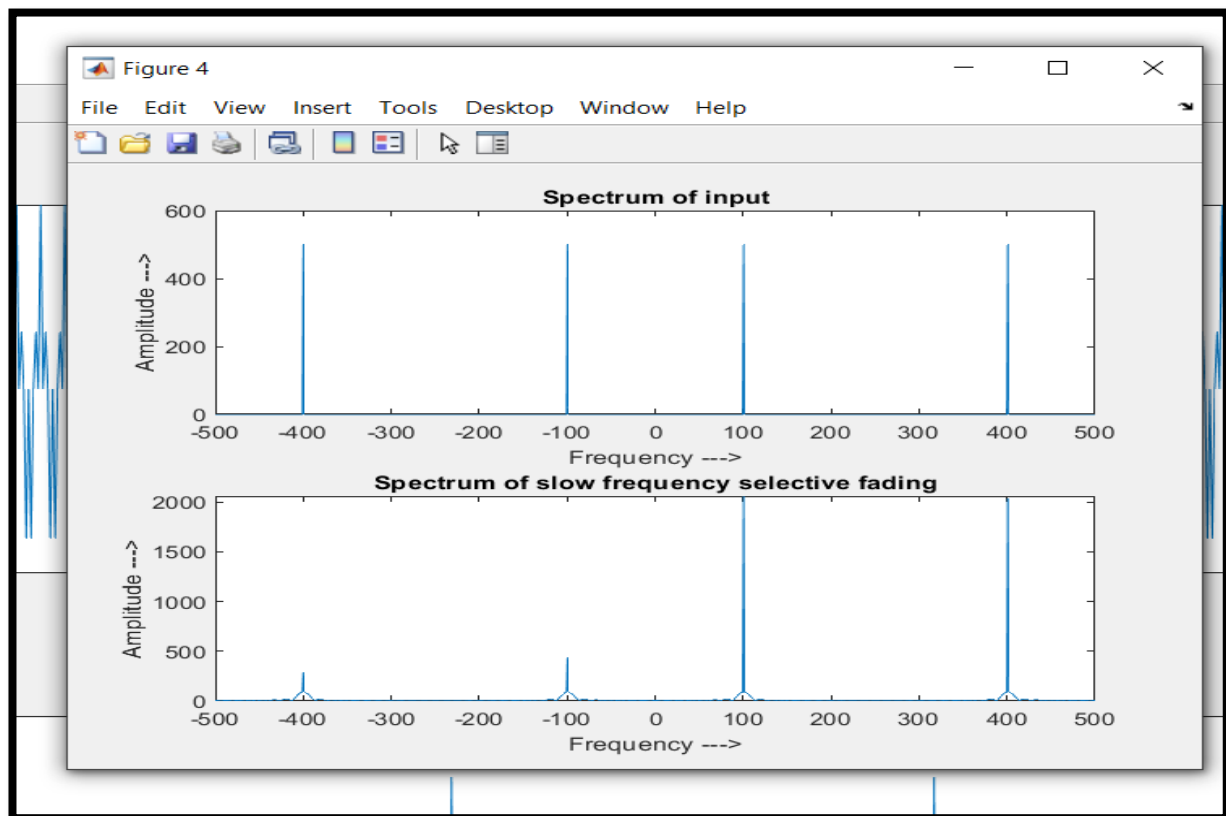 Figure 4
File Edit View Insert Tools Desktop Window Help
Spectrum of input
600
400
200
0
Amplitude --->
-500 -400 -300 -200 -100 0 100 200 300 400 500
Frequency --->
Spectrum of slow frequency selective fading
2000
1500
1000
500
0
Amplitude --->
-500 -400 -300 -200 -100 0 100 200 300 400 500
Frequency --->